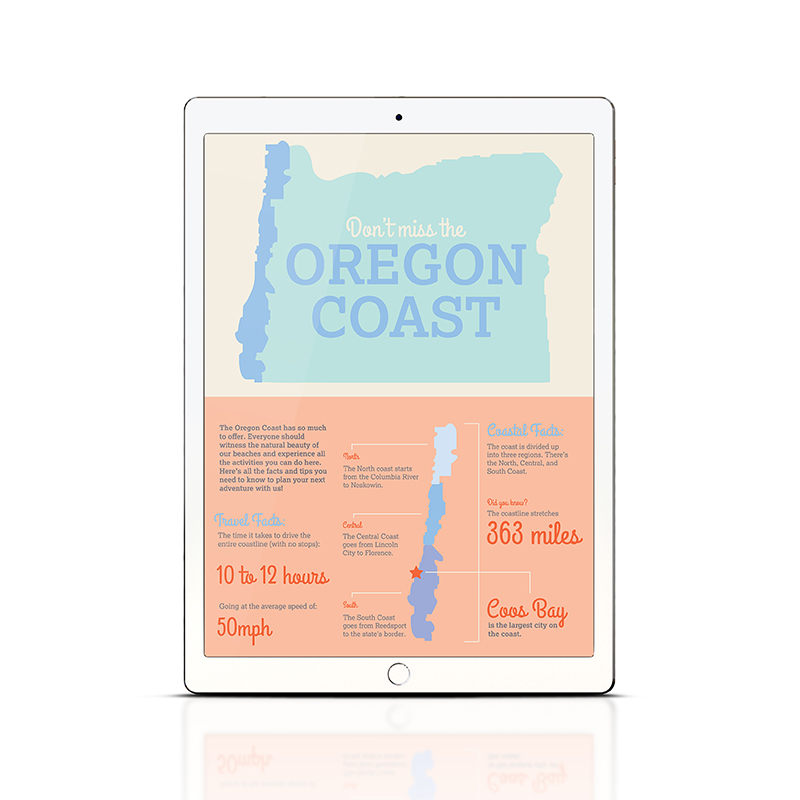 Don't miss the
OREGON
COAST
The Oregon Coast has so much
to offer. Everyone should
witness the natural beauty of
our beaches and experience all
the activities you can do here.
Here's all the facts and tips you
need to know to plan your next
adventure with us!
Travel Facts:
The time it takes to drive the
entire coastline (with no stops):
10 to 12 hours
Going at the average speed of:
50mph
North
The North coast starts
from the Columbia River
to Neskowin.
Central
The Central Coast
goes from Lincoln
City to Florence.
South
The South Coast
goes from Reedsport
to the state's border.
Coastal Facts:
The coast is divided up
into three regions. There's
the North, Central, and
South Coast.
Did you know?
The coastline stretches
363 miles
Coos Bay
is the largest city on
the coast.